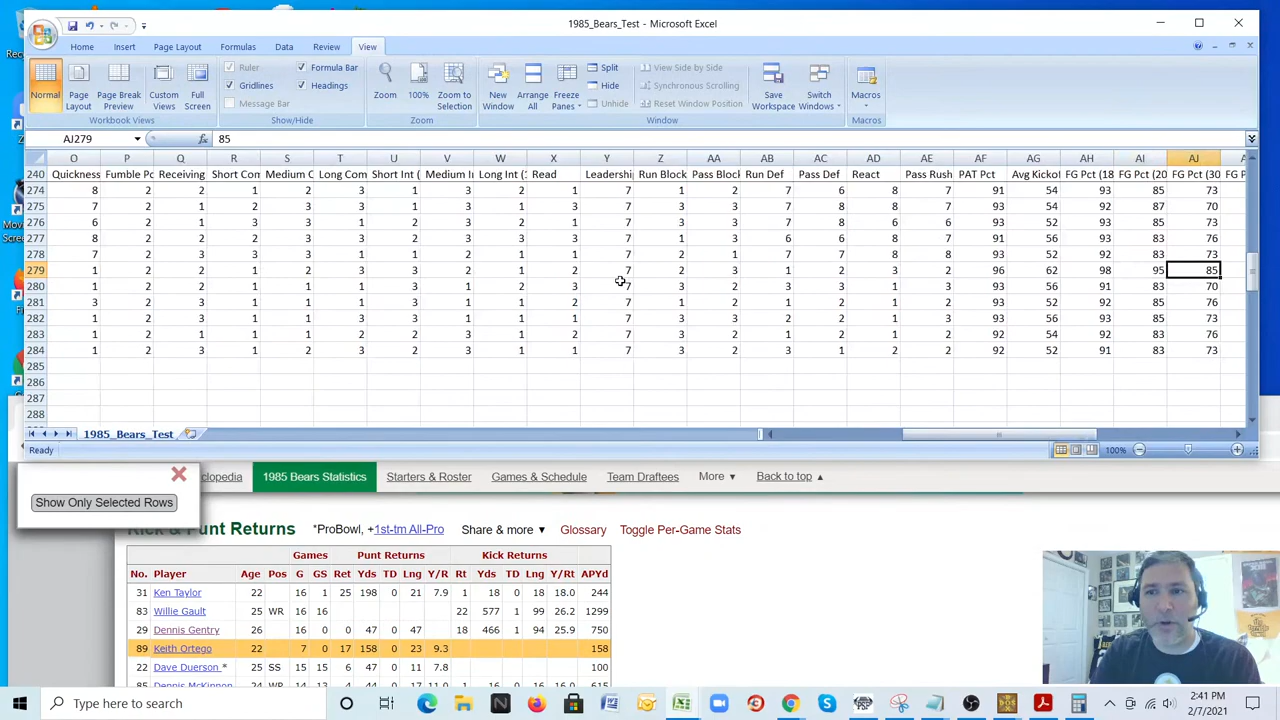 1985_Bears_Test - Microsoft Excel
Home Insert Page Layout Formulas Data Review View
Ruler Formula Bar Split View Side by Side
Gridlines Headings Hide Synchronous Scrolling
Message Bar Unhide Reset Window Position
Normal Page Layout Page Break Preview Custom Views Full Screen Zoom 100% Zoom to Selection New Window Arrange All Freeze Panes Save Workspace Switch Windows Macros
Workbook Views Show/Hide Zoom Window Macros
AJ279 fx 85
O P Q R S T U V W X Y Z AA AB AC AD AE AF AG AH AI AJ
240 Quickness Fumble Pc Receiving Short Com Medium C Long Com Short Int ( Medium In Long Int (1 Read Leadership Run Block Pass Block Run Def Pass Def React Pass Rush PAT Pct Avg Kickof FG Pct (18 FG Pct (20 FG Pct (30 FG P
274 8 2 2 1 2 3 3 3 2 1 7 1 2 7 6 8 7 91 54 93 85 73
275 7 2 1 2 3 3 1 3 1 3 7 3 2 7 8 8 7 93 54 92 87 70
276 6 2 1 3 3 1 2 3 2 1 7 3 3 7 8 6 6 93 52 93 85 73
277 8 2 2 2 3 3 2 3 3 3 7 1 3 6 6 8 7 91 56 93 83 76
278 7 2 3 3 1 3 1 2 1 1 7 2 1 7 7 8 8 93 52 92 83 73
279 1 2 2 1 2 3 3 2 1 2 7 2 3 1 2 3 2 96 62 98 95 85
280 1 2 2 1 1 1 2 3 2 3 7 3 2 3 2 1 2 93 56 91 83 70
281 3 2 2 1 1 3 3 3 1 2 7 1 2 1 2 3 1 93 52 92 85 76
282 1 2 3 2 2 3 3 1 1 1 7 3 3 2 2 1 3 93 56 93 85 73
283 1 2 1 1 1 2 2 3 1 2 7 3 2 1 2 1 2 92 54 92 83 76
284 1 2 3 1 2 3 2 3 1 1 7 3 2 3 1 2 2 92 52 91 83 73
285
286
287
288
1985_Bears_Test
Ready 100%
clopedia 1985 Bears Statistics Starters & Roster Games & Schedule Team Draftees More ▼ Back to top ▲
Show Only Selected Rows
Kick & Punt Returns *ProBowl, +1st-tm All-Pro Share & more ▼ Glossary Toggle Per-Game Stats
Games Punt Returns Kick Returns
No. Player Age Pos G GS Ret Yds TD Lng Y/R Rt Yds TD Lng Y/Rt APYd
31 Ken Taylor 22 16 1 25 198 0 21 7.9 1 18 0 18 18.0 244
83 Willie Gault 25 WR 16 16 22 577 1 99 26.2 1299
29 Dennis Gentry 26 16 0 0 47 0 47 18 466 1 94 25.9 750
89 Keith Ortego 22 7 0 17 158 0 23 9.3 158
22 Dave Duerson * 25 SS 15 15 6 47 0 11 7.8 100
85 Dennis McKinnon
Type here to search
2:41 PM
2/7/2021